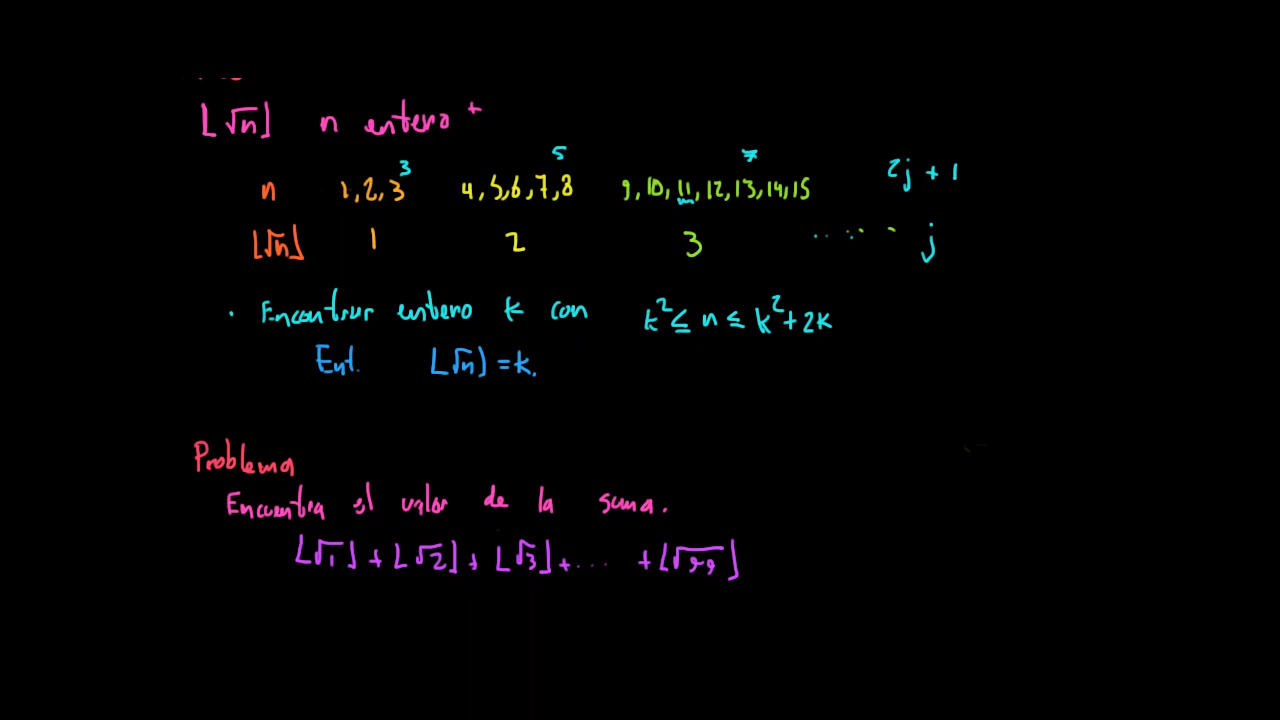 ⌊√n⌋ n entero +
3 5 7 2j + 1
n 1,2,3 4,5,6,7,8 9,10,11,12,13,14,15
⌊√n⌋ 1 2 3 ..... j
· Encontrar entero k con k² ≤ n ≤ k²+2k
Ent. ⌊√n⌋ = k.
Problema
Encuentra el valor de la suma.
⌊√1⌋ + ⌊√2⌋ + ⌊√3⌋ + .... + ⌊√99⌋